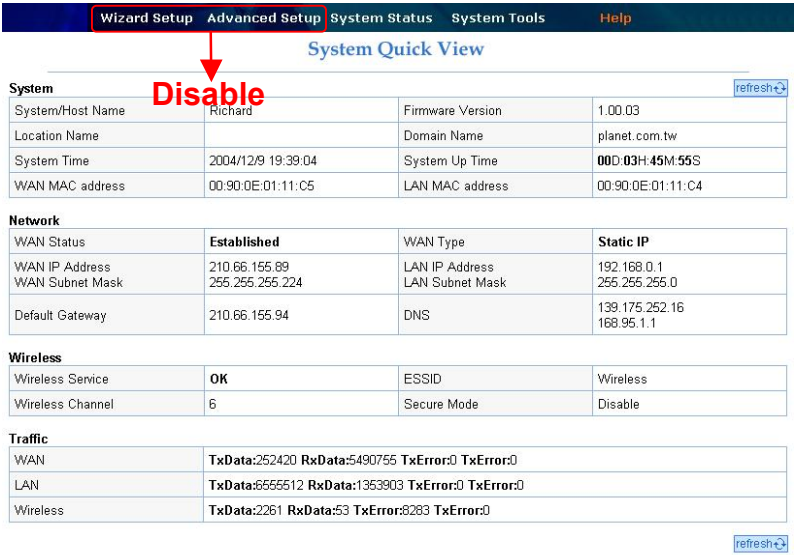 Wizard Setup Advanced Setup System Status System Tools Help
System Quick View
Disable
System
refresh
System/Host Name Richard Firmware Version 1.00.03
Location Name Domain Name planet.com.tw
System Time 2004/12/9 19:39:04 System Up Time 00D:03H:45M:55S
WAN MAC address 00:90:0E:01:11:C5 LAN MAC address 00:90:0E:01:11:C4
Network
WAN Status Established WAN Type Static IP
WAN IP Address 210.66.155.89 LAN IP Address 192.168.0.1
WAN Subnet Mask 255.255.255.224 LAN Subnet Mask 255.255.255.0
Default Gateway 210.66.155.94 DNS 139.175.252.16
168.95.1.1
Wireless
Wireless Service OK ESSID Wireless
Wireless Channel 6 Secure Mode Disable
Traffic
WAN TxData:252420 RxData:5490755 TxError:0 TxError:0
LAN TxData:6555512 RxData:1353903 TxError:0 TxError:0
Wireless TxData:2261 RxData:53 TxError:8283 TxError:0
refresh